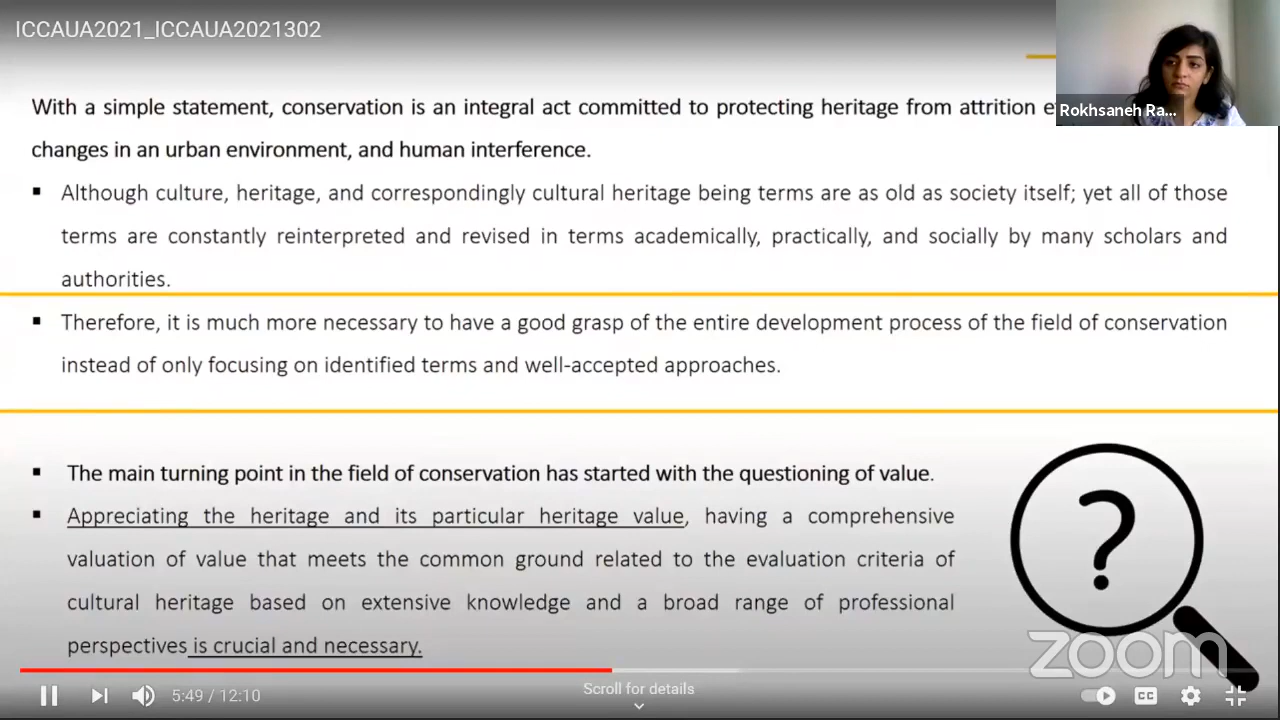 ICCAUA2021_ICCAUA2021302
Rokhsaneh Ra...
With a simple statement, conservation is an integral act committed to protecting heritage from attrition
changes in an urban environment, and human interference.
▪ Although culture, heritage, and correspondingly cultural heritage being terms are as old as society itself; yet all of those
terms are constantly reinterpreted and revised in terms academically, practically, and socially by many scholars and
authorities.
▪ Therefore, it is much more necessary to have a good grasp of the entire development process of the field of conservation
instead of only focusing on identified terms and well-accepted approaches.
▪ The main turning point in the field of conservation has started with the questioning of value.
▪ Appreciating the heritage and its particular heritage value, having a comprehensive
valuation of value that meets the common ground related to the evaluation criteria of
cultural heritage based on extensive knowledge and a broad range of professional
perspectives is crucial and necessary.
?
zoom
5:49 / 12:10
Scroll for details
CC